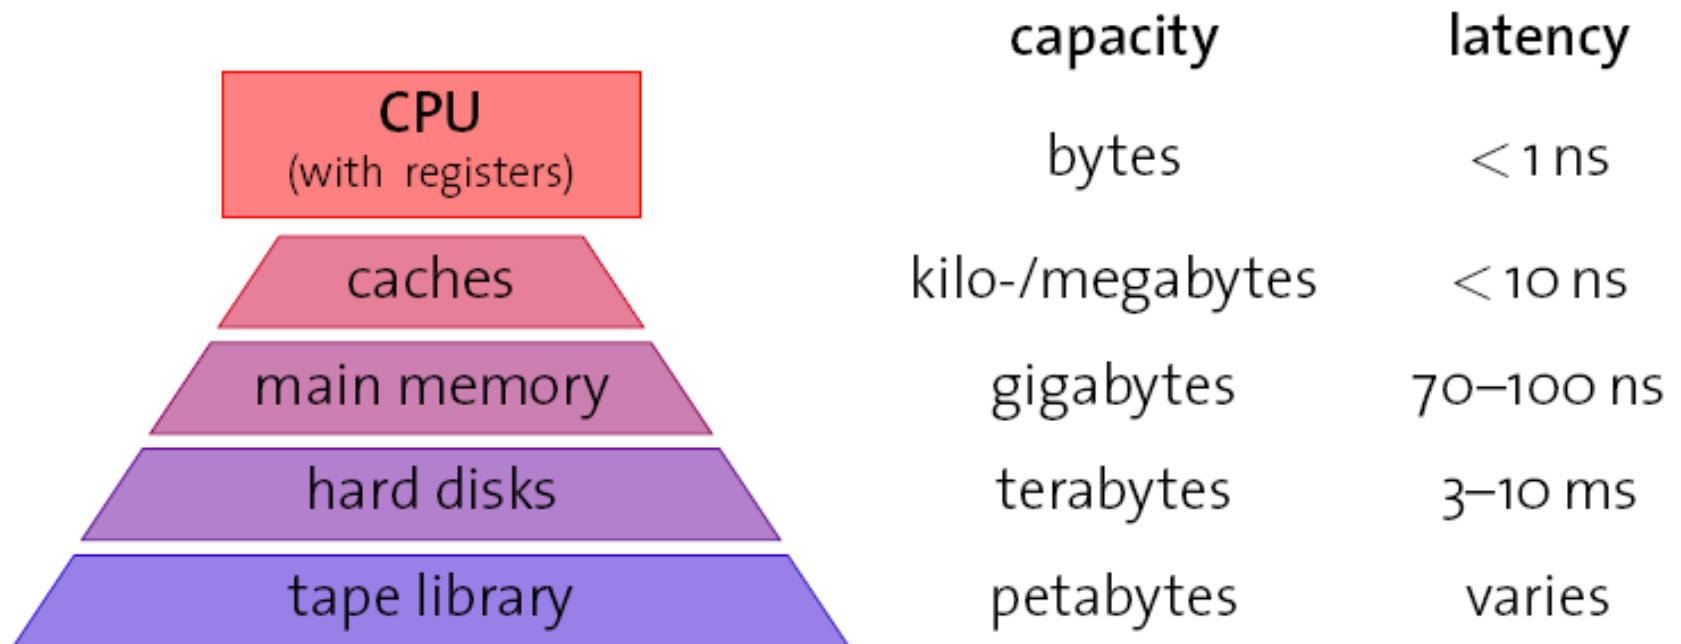 capacity latency
CPU
(with registers) bytes < 1 ns
caches kilo-/megabytes < 10 ns
main memory gigabytes 70–100 ns
hard disks terabytes 3–10 ms
tape library petabytes varies